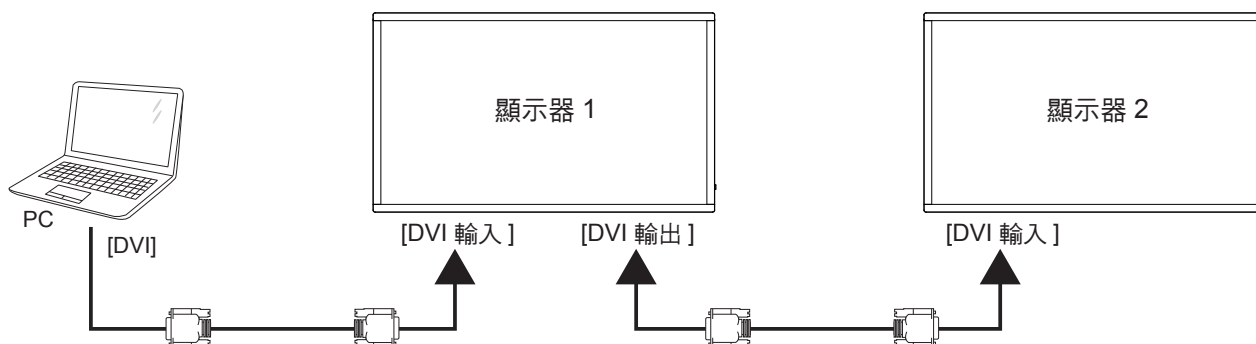 顯示器 1
顯示器 2
PC
[DVI]
[DVI 輸入 ]
[DVI 輸出 ]
[DVI 輸入 ]